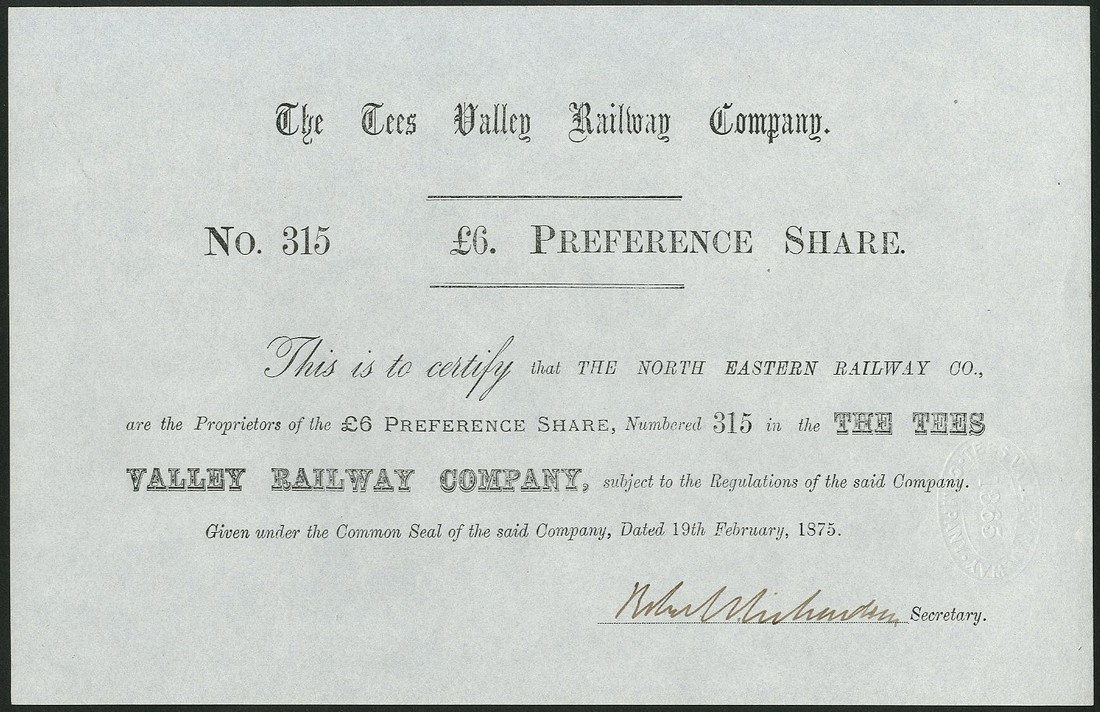 The Tees Valley Railway Company.
No. 315 £6. PREFERENCE SHARE.
This is to certify that THE NORTH EASTERN RAILWAY CO.,
are the Proprietors of the £6 PREFERENCE SHARE, Numbered 315 in the THE TEES
VALLEY RAILWAY COMPANY, subject to the Regulations of the said Company.
Given under the Common Seal of the said Company, Dated 19th February, 1875.
Secretary.